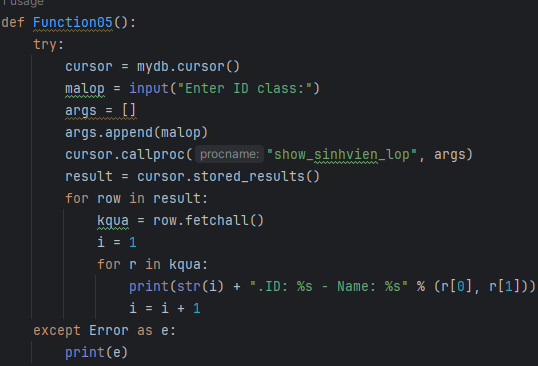 1 usage
def Function05():
    try:
        cursor = mydb.cursor()
        malop = input("Enter ID class:")
        args = []
        args.append(malop)
        cursor.callproc( procname: "show_sinhvien_lop", args)
        result = cursor.stored_results()
        for row in result:
            kqua = row.fetchall()
            i = 1
            for r in kqua:
                print(str(i) + ".ID: %s - Name: %s" % (r[0], r[1]))
                i = i + 1
    except Error as e:
        print(e)